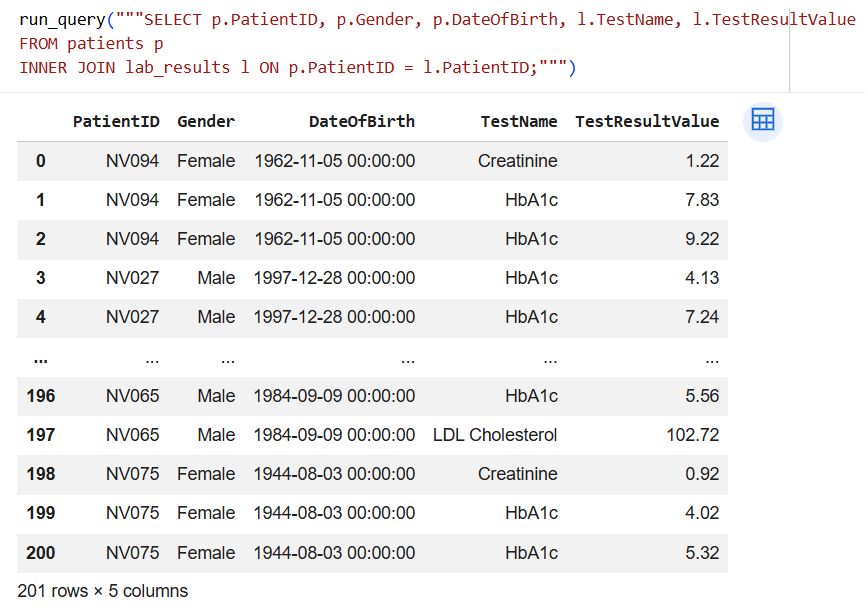 run_query("""SELECT p.PatientID, p.Gender, p.DateOfBirth, l.TestName, l.TestResultValue
FROM patients p
INNER JOIN lab_results l ON p.PatientID = l.PatientID;""")
PatientID Gender DateOfBirth TestName TestResultValue
0 NV094 Female 1962-11-05 00:00:00 Creatinine 1.22
1 NV094 Female 1962-11-05 00:00:00 HbA1c 7.83
2 NV094 Female 1962-11-05 00:00:00 HbA1c 9.22
3 NV027 Male 1997-12-28 00:00:00 HbA1c 4.13
4 NV027 Male 1997-12-28 00:00:00 HbA1c 7.24
... ... ... ... ... ...
196 NV065 Male 1984-09-09 00:00:00 HbA1c 5.56
197 NV065 Male 1984-09-09 00:00:00 LDL Cholesterol 102.72
198 NV075 Female 1944-08-03 00:00:00 Creatinine 0.92
199 NV075 Female 1944-08-03 00:00:00 HbA1c 4.02
200 NV075 Female 1944-08-03 00:00:00 HbA1c 5.32
201 rows × 5 columns